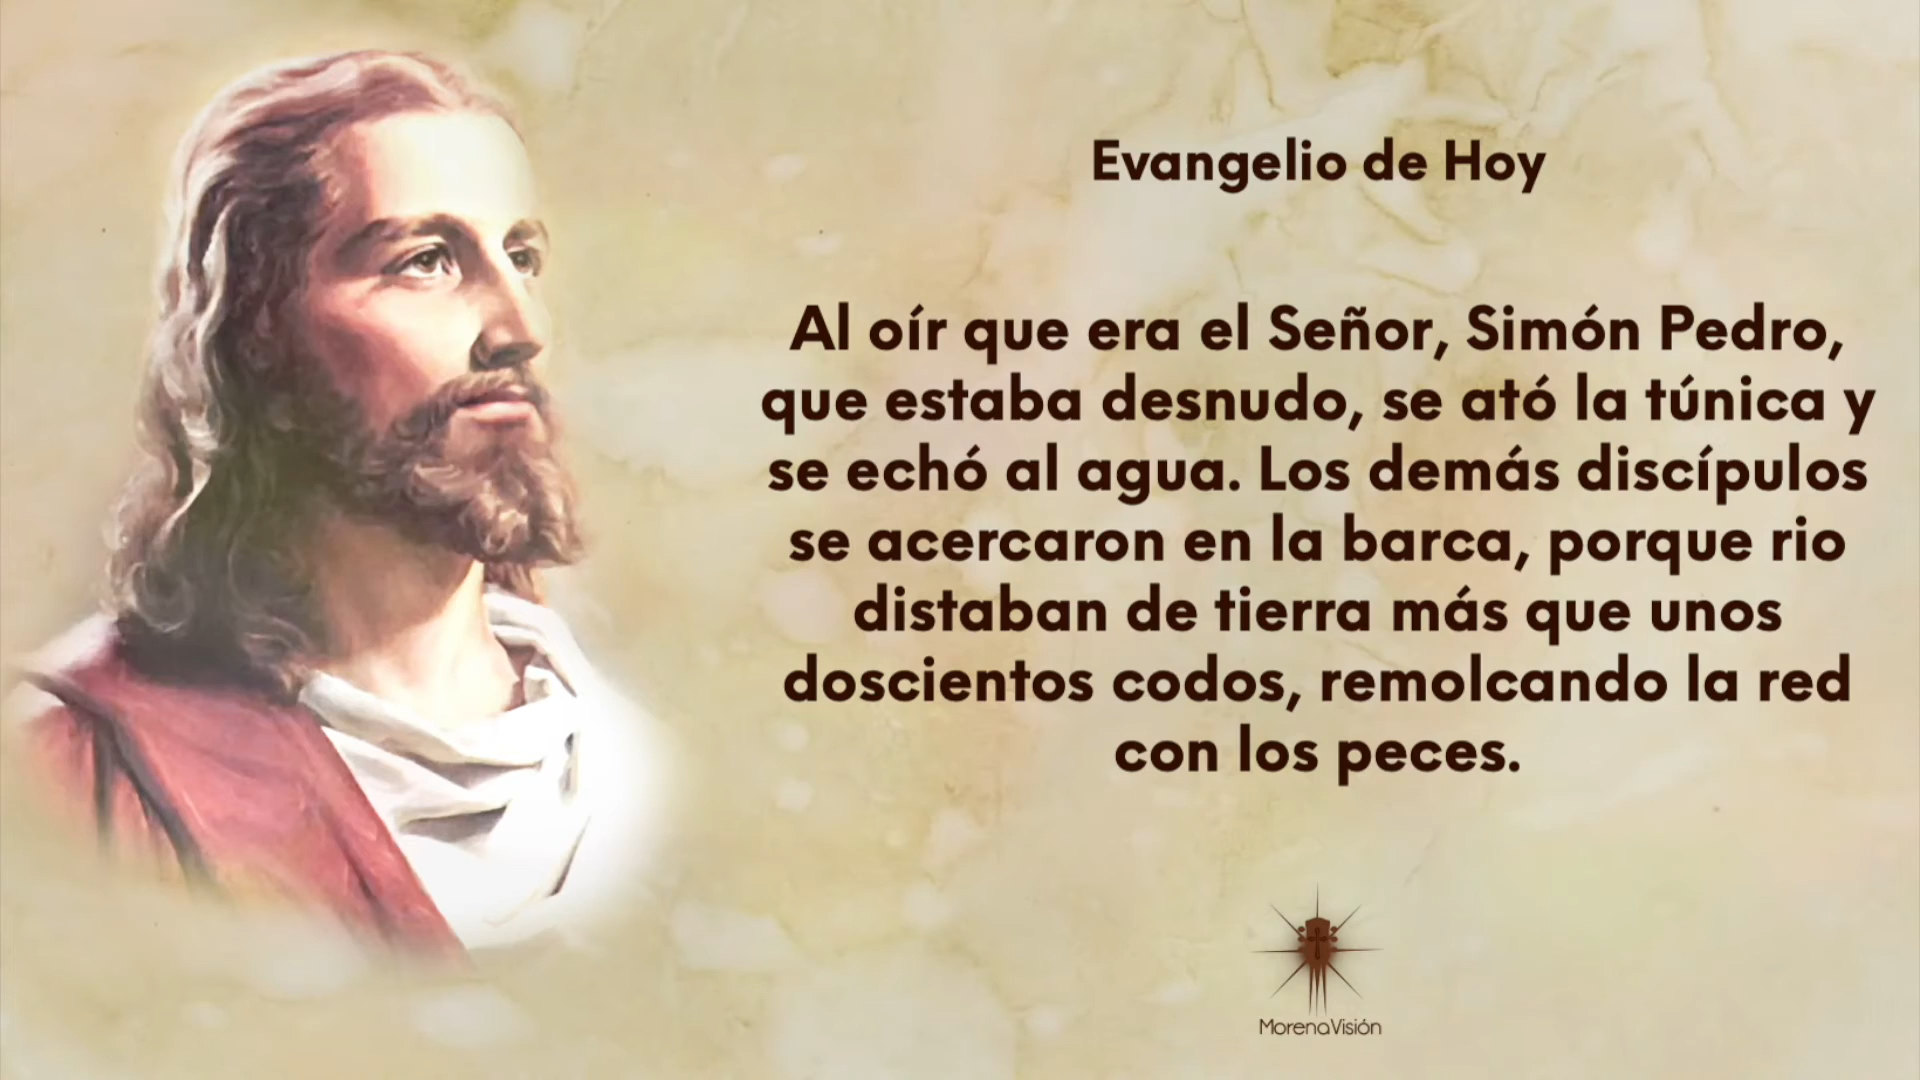 Evangelio de Hoy
Al oír que era el Señor, Simón Pedro,
que estaba desnudo, se ató la túnica y
se echó al agua. Los demás discípulos
se acercaron en la barca, porque rio
distaban de tierra más que unos
doscientos codos, remolcando la red
con los peces.
MorenaVisión